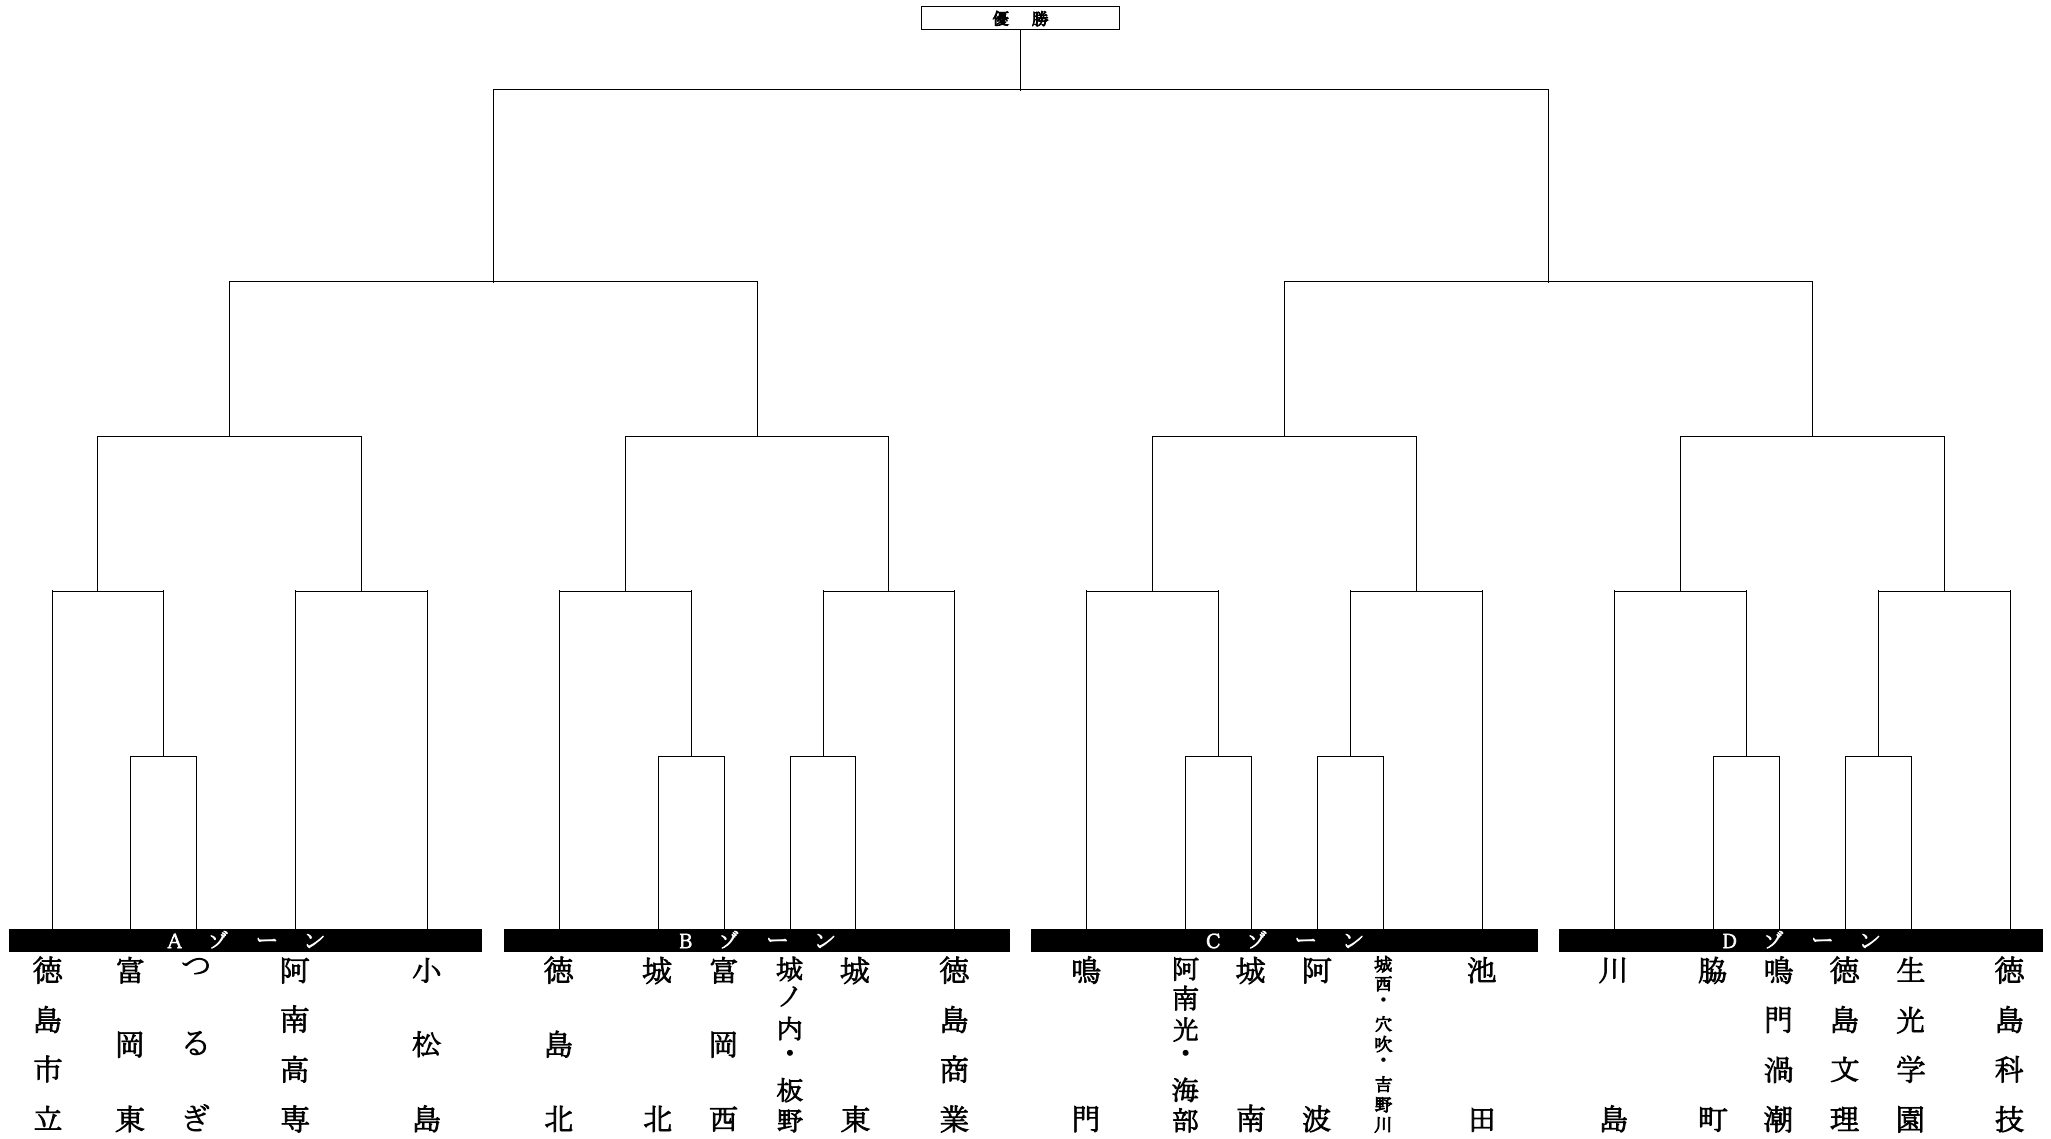 優勝
Aゾーン
Bゾーン
Cゾーン
Dゾーン
徳島市立
富岡東
つるぎ
阿南高専
小松島
徳島北
城北
富岡西
城ノ内・板野
城東
徳島商業
鳴門
阿南光・海部
城南
阿波
城西・穴吹・吉野川
池田
川島
脇町
鳴門渦潮
徳島文理
生光学園
徳島科技